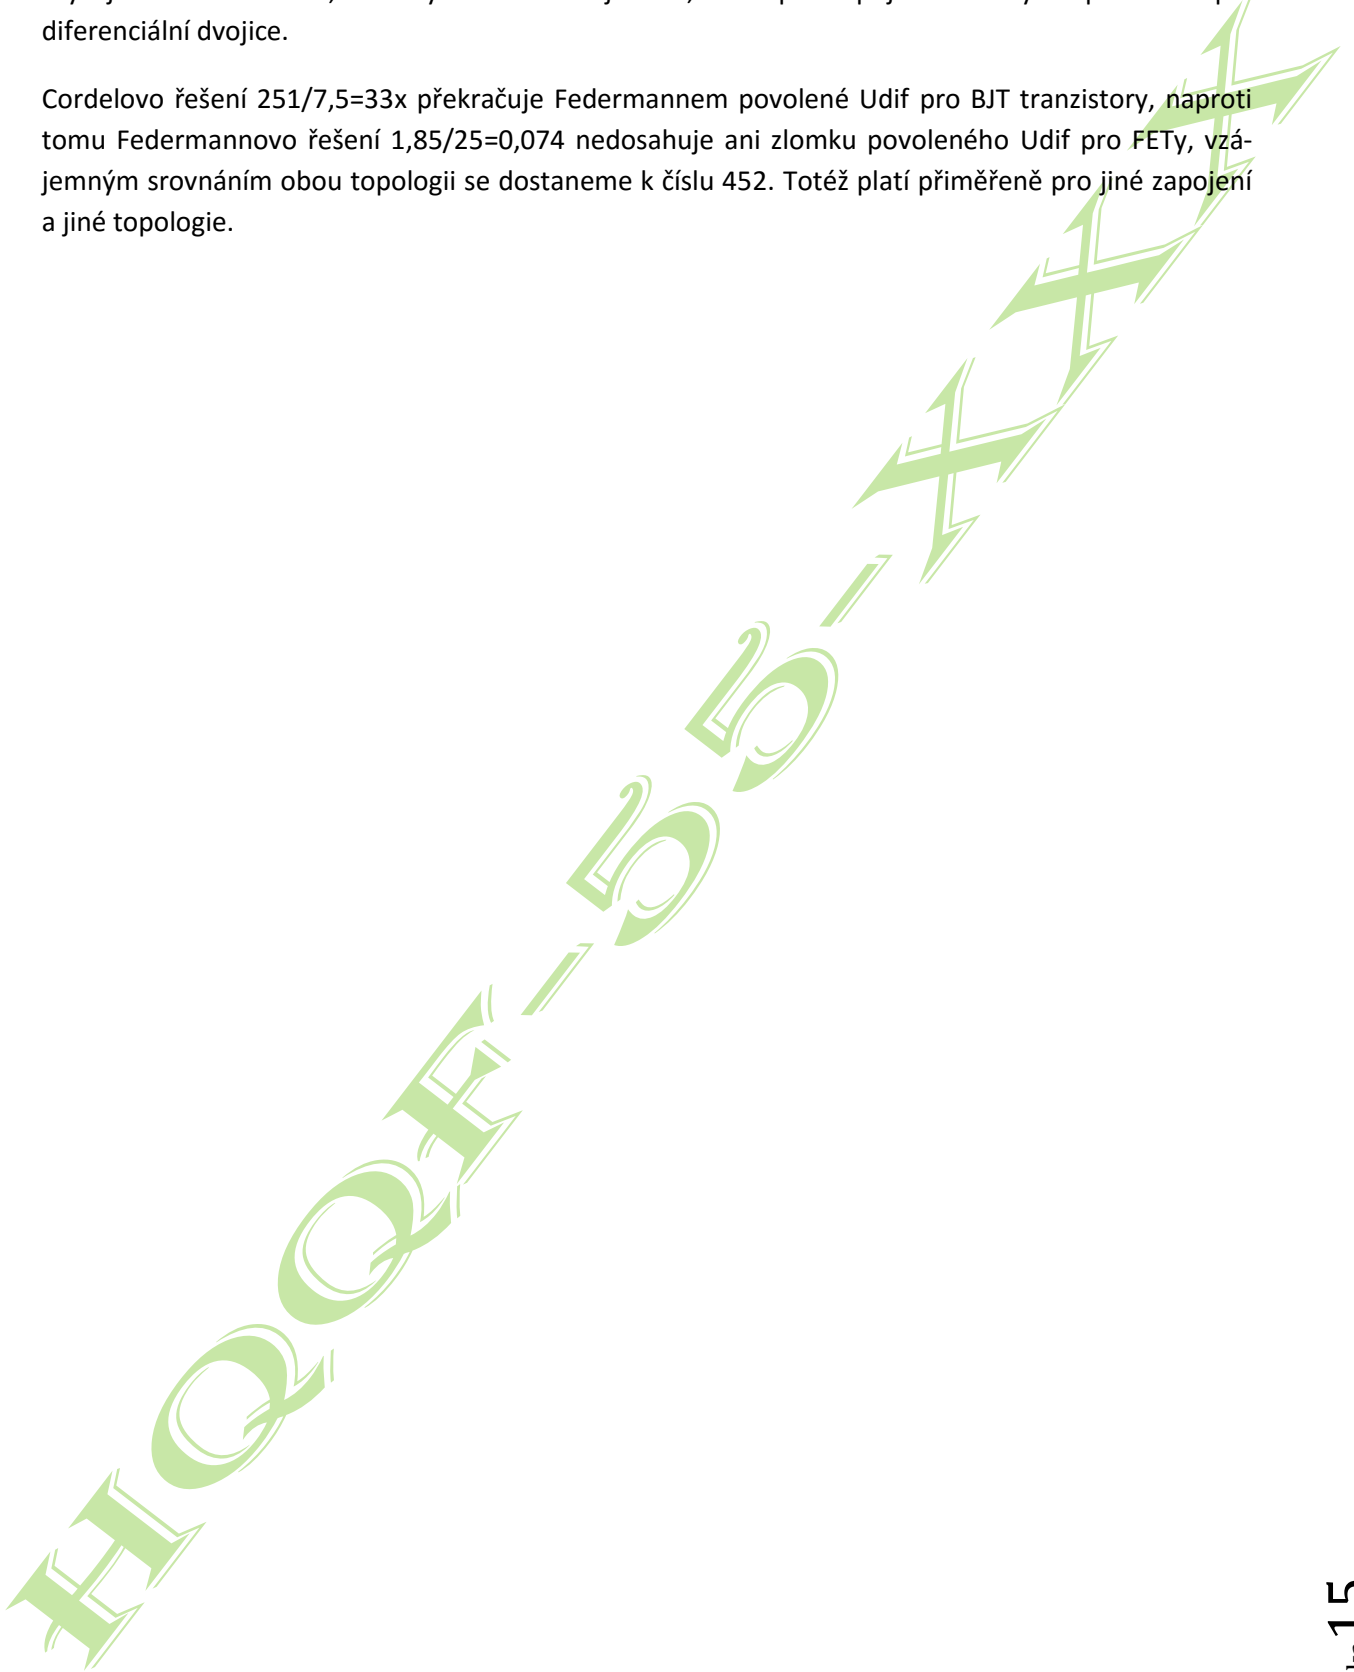 diferenciální dvojice.
Cordelovo řešení 251/7,5=33x překračuje Federmannem povolené Udif pro BJT tranzistory, naproti
tomu Federmannovo řešení 1,85/25=0,074 nedosahuje ani zlomku povoleného Udif pro FETy, vzá-
jemným srovnáním obou topologii se dostaneme k číslu 452. Totéž platí přiměřeně pro jiné zapojení
a jiné topologie.
HQQF-55-XXX
15